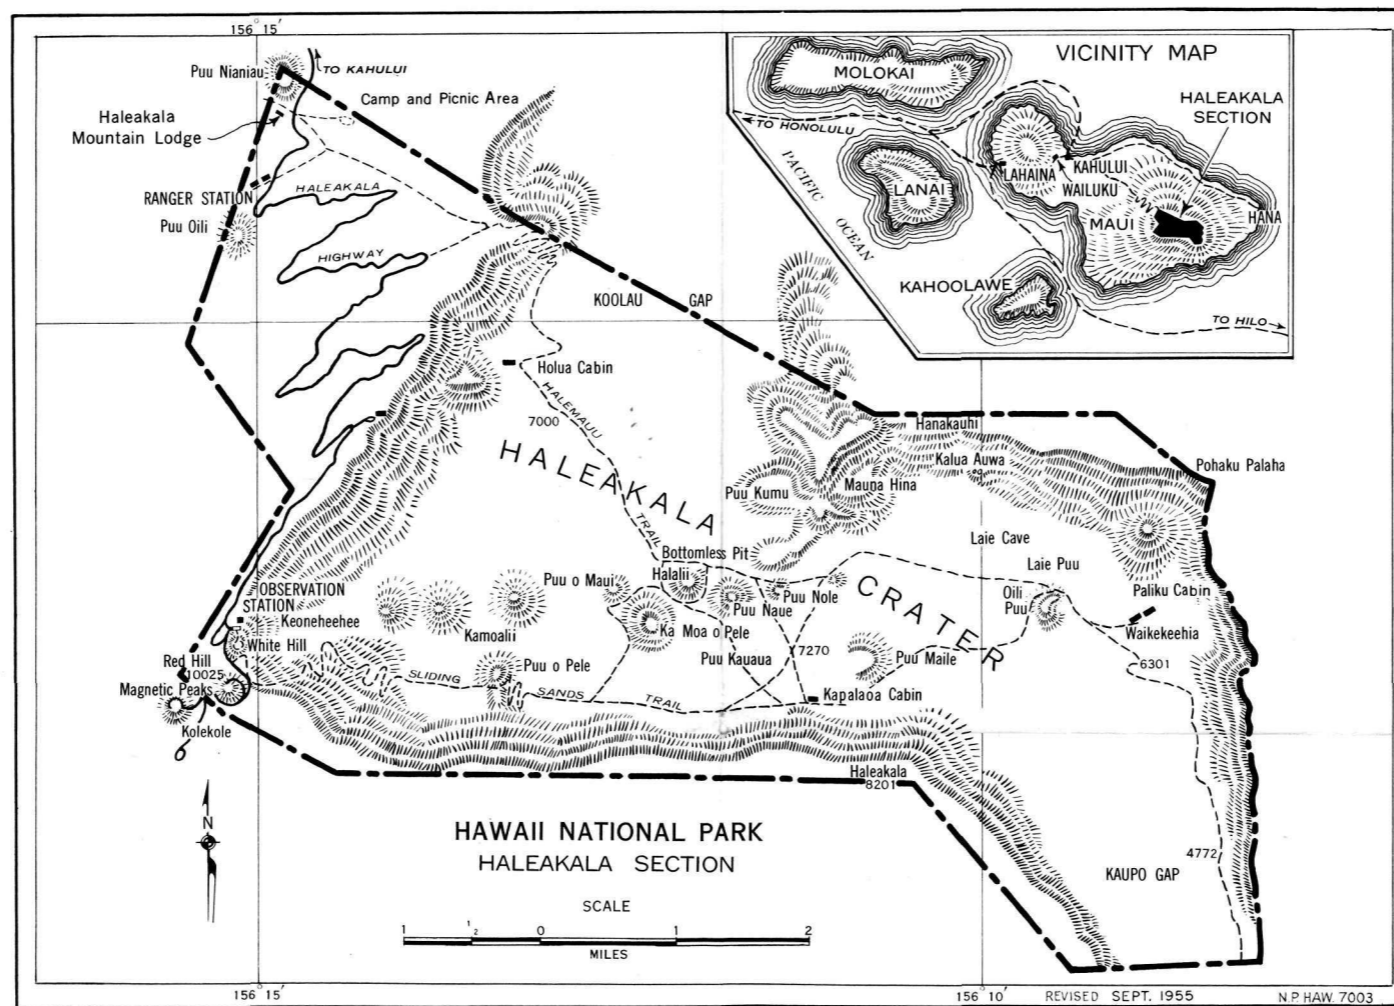 156° 15′
Puu Nianiau
TO KAHULUI
Camp and Picnic Area
Haleakala
Mountain Lodge
RANGER STATION
HALEAKALA
Puu Oili
HIGHWAY
VICINITY MAP
MOLOKAI
HALEAKALA
SECTION
TO HONOLULU
PACIFIC OCEAN
LANAI
LAHAINA
KAHULUI
WAILUKU
MAUI
HANA
KAHOOLAWE
TO HILO
KOOLAU GAP
Holua Cabin
HALEMAUU
7000
TRAIL
HALEAKALA
CRATER
Hanakauhi
Kalua Auwa
Pohaku Palaha
Puu Kumu
Mauna Hina
Laie Cave
Laie Puu
Bottomless Pit
Halalii
Puu o Maui
Puu Naue
Puu Nole
Oili
Puu
Paliku Cabin
Waikekeehia
OBSERVATION
STATION
Keoneheehee
White Hill
Kamoalii
Ka Moa o Pele
Puu Kauaua
7270
Puu Maile
6301
Red Hill
10025
Magnetic Peaks
Kolekole
SLIDING
SANDS
TRAIL
Puu o Pele
Kapalaoa Cabin
Haleakala
8201
4772
KAUPO GAP
N
HAWAII NATIONAL PARK
HALEAKALA SECTION
SCALE
1 1/2 0 1 2
MILES
156° 15′
156° 10′
REVISED SEPT. 1955
N.P. HAW. 7003